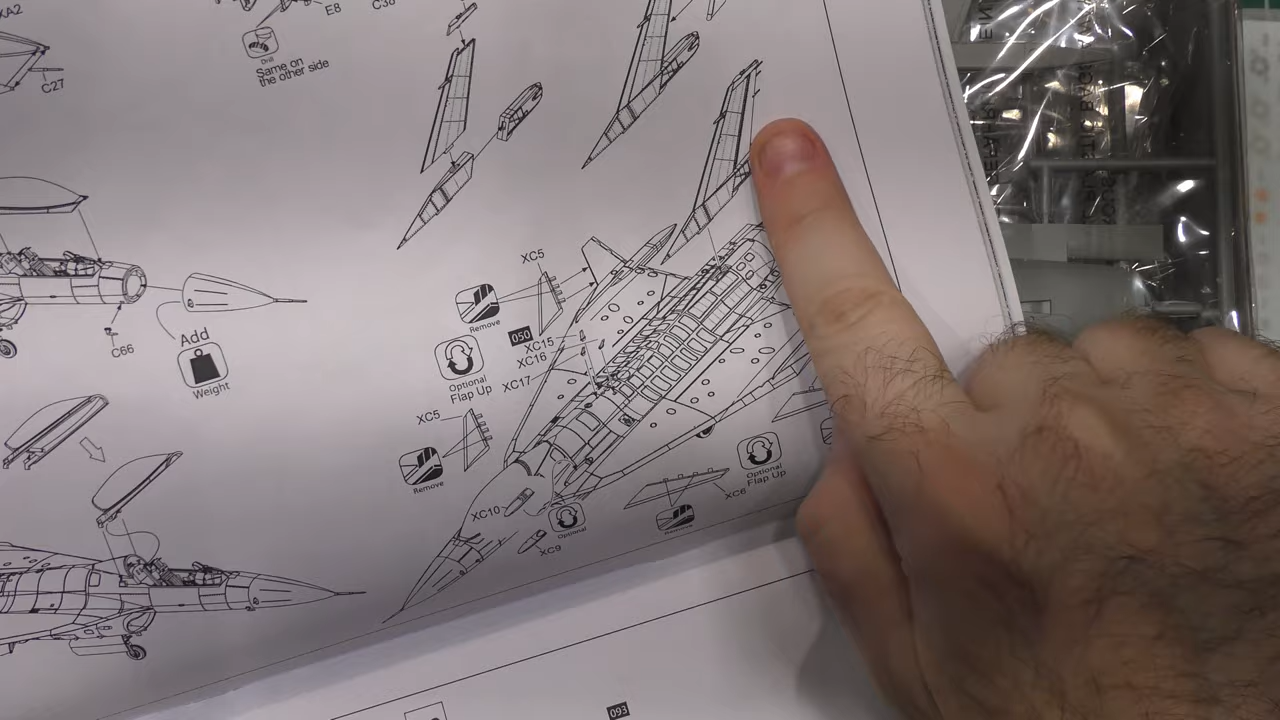 XA2
E8
C38
Drill
Same on
the other side
C27
C66
Add
Weight
XC5
Remove
050
XC15
XC16
XC17
Optional
Flap Up
XC5
Remove
XC10
Optional
XC9
XC6
Optional
Flap Up
093